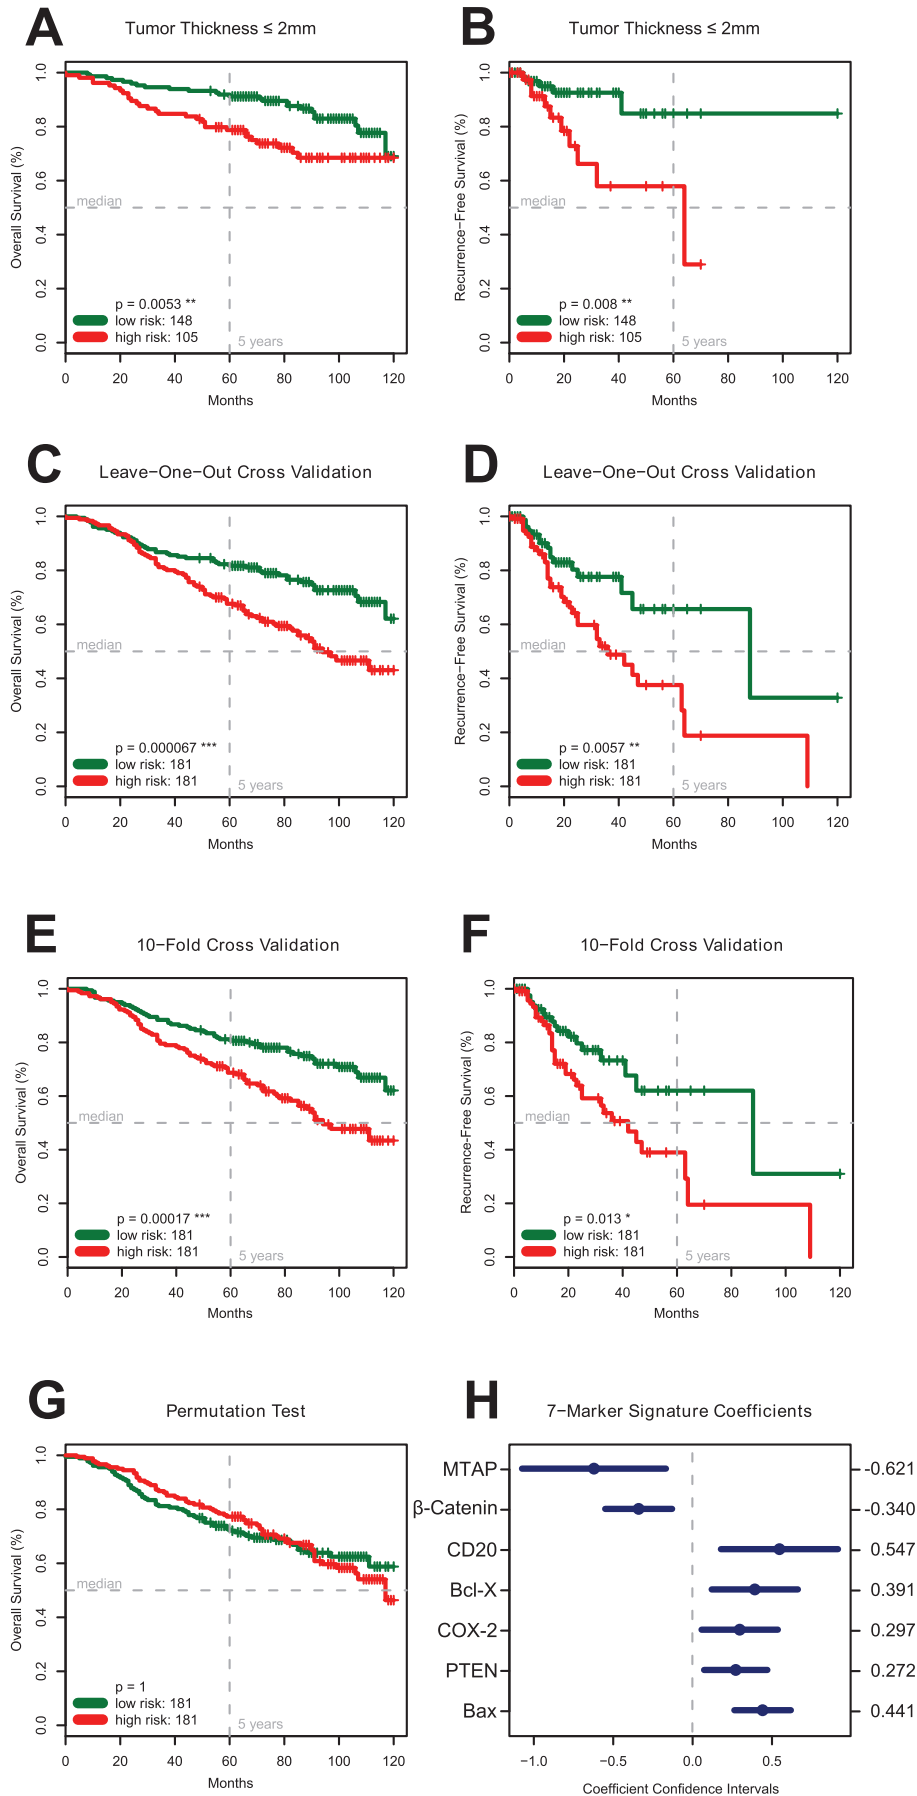 A
Tumor Thickness ≤ 2mm
Overall Survival (%)
1.0
0.8
0.6
0.4
0.2
0.0
median
p = 0.0053 **
low risk: 148
high risk: 105
5 years
0 20 40 60 80 100 120
Months
B
Tumor Thickness ≤ 2mm
Recurrence−Free Survival (%)
1.0
0.8
0.6
0.4
0.2
0.0
median
p = 0.008 **
low risk: 148
high risk: 105
5 years
0 20 40 60 80 100 120
Months
C
Leave−One−Out Cross Validation
Overall Survival (%)
1.0
0.8
0.6
0.4
0.2
0.0
median
p = 0.000067 ***
low risk: 181
high risk: 181
5 years
0 20 40 60 80 100 120
Months
D
Leave−One−Out Cross Validation
Recurrence−Free Survival (%)
1.0
0.8
0.6
0.4
0.2
0.0
median
p = 0.0057 **
low risk: 181
high risk: 181
5 years
0 20 40 60 80 100 120
Months
E
10−Fold Cross Validation
Overall Survival (%)
1.0
0.8
0.6
0.4
0.2
0.0
median
p = 0.00017 ***
low risk: 181
high risk: 181
5 years
0 20 40 60 80 100 120
Months
F
10−Fold Cross Validation
Recurrence-Free Survival (%)
1.0
0.8
0.6
0.4
0.2
0.0
median
p = 0.013 *
low risk: 181
high risk: 181
5 years
0 20 40 60 80 100 120
Months
G
Permutation Test
Overall Survival (%)
1.0
0.8
0.6
0.4
0.2
0.0
median
p = 1
low risk: 181
high risk: 181
5 years
0 20 40 60 80 100 120
Months
H
7−Marker Signature Coefficients
MTAP -0.621
β-Catenin -0.340
CD20 0.547
Bcl-X 0.391
COX-2 0.297
PTEN 0.272
Bax 0.441
−1.0 −0.5 0.0 0.5
Coefficient Confidence Intervals